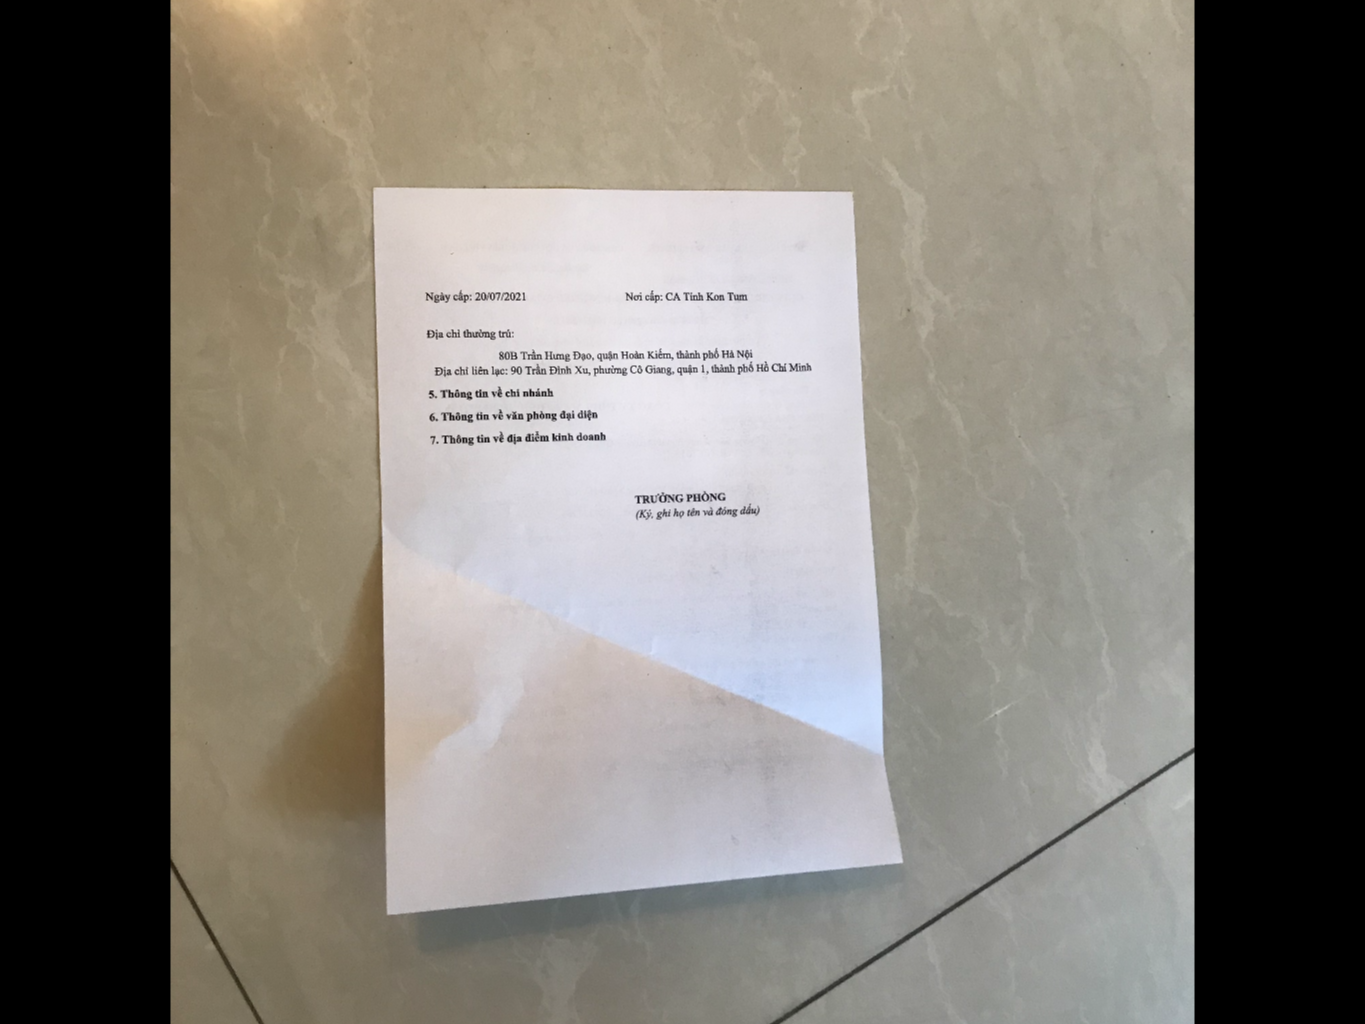 Ngày cấp: 20/07/2021 Nơi cấp: CA Tỉnh Kon Tum
Địa chỉ thường trú:
80B Trần Hưng Đạo, quận Hoàn Kiếm, thành phố Hà Nội
Địa chỉ liên lạc: 90 Trần Đình Xu, phường Cô Giang, quận 1, thành phố Hồ Chí Minh
5. Thông tin về chi nhánh
6. Thông tin về văn phòng đại diện
7. Thông tin về địa điểm kinh doanh
TRƯỞNG PHÒNG
(Ký, ghi họ tên và đóng dấu)